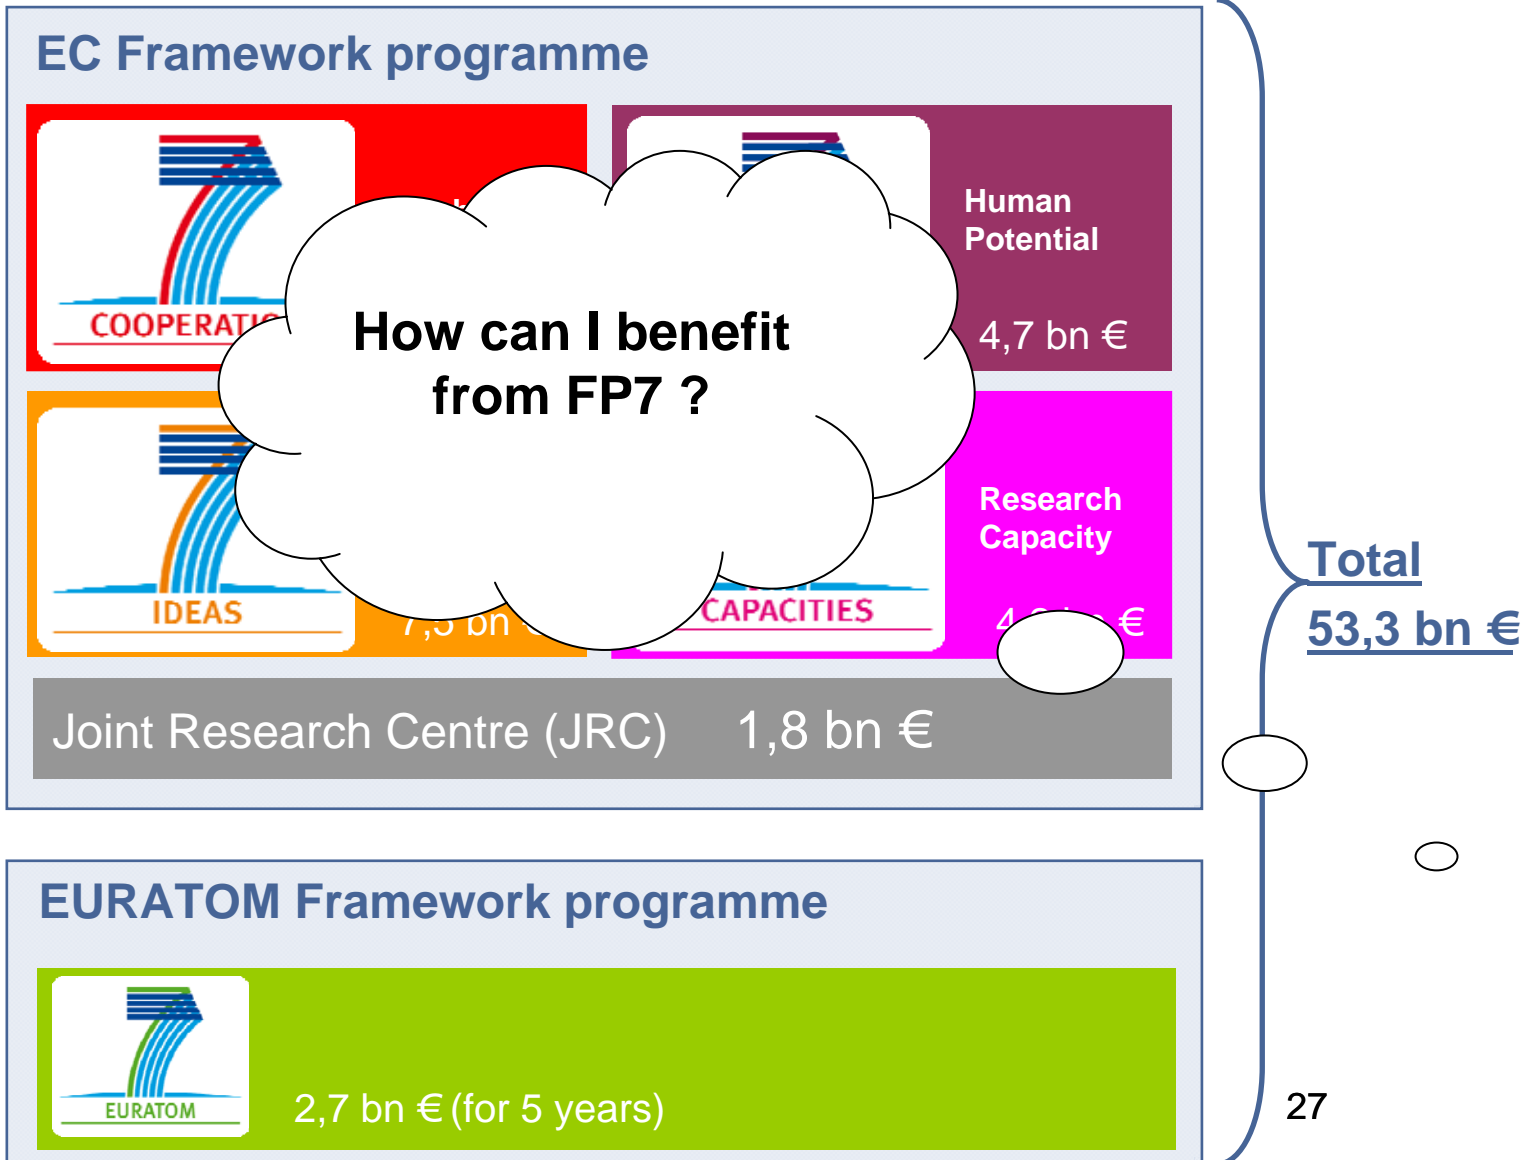 EC Framework programme
COOPERATIO
Human
Potential
4,7 bn €
How can I benefit
from FP7 ?
IDEAS
bn
CAPACITIES
Research
Capacity
€
Joint Research Centre (JRC) 1,8 bn €
Total
53,3 bn €
EURATOM Framework programme
EURATOM
2,7 bn € (for 5 years)
27